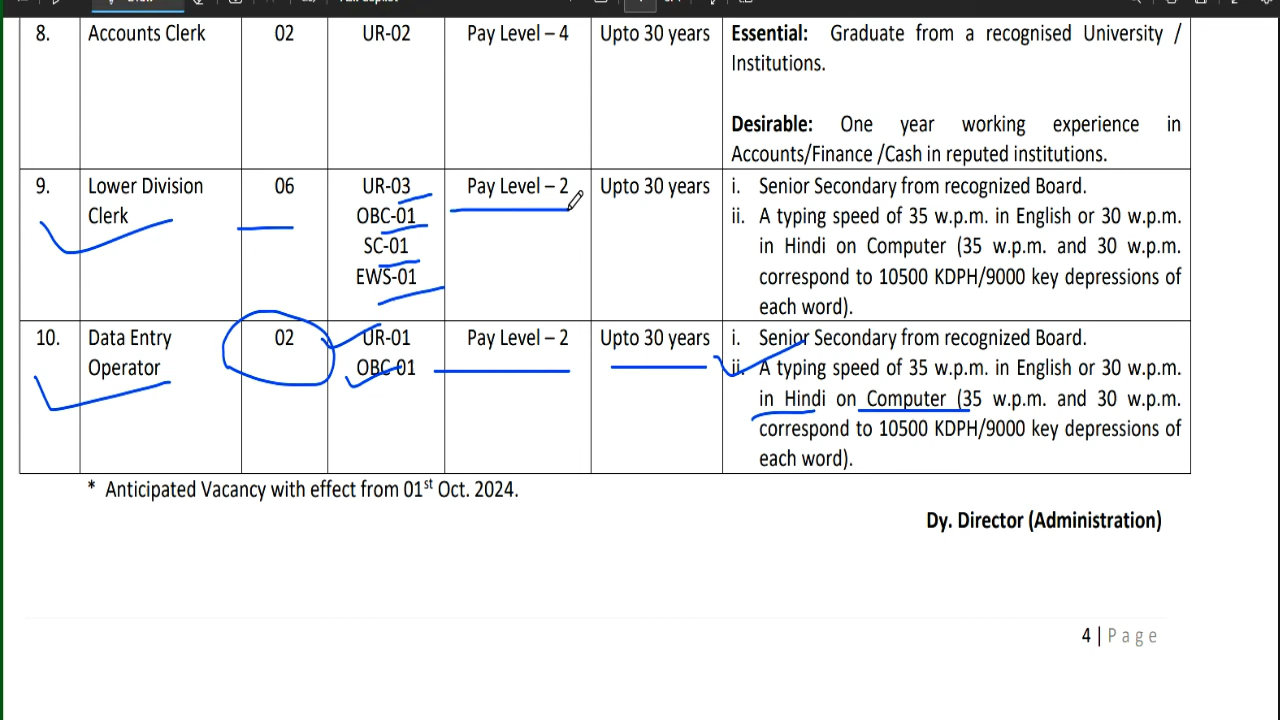 8. Accounts Clerk 02 UR-02 Pay Level – 4 Upto 30 years Essential: Graduate from a recognised University /
Institutions.
Desirable: One year working experience in
Accounts/Finance /Cash in reputed institutions.
9. Lower Division 06 UR-03 Pay Level – 2 Upto 30 years i. Senior Secondary from recognized Board.
Clerk OBC-01 ii. A typing speed of 35 w.p.m. in English or 30 w.p.m.
SC-01 in Hindi on Computer (35 w.p.m. and 30 w.p.m.
EWS-01 correspond to 10500 KDPH/9000 key depressions of
each word).
10. Data Entry 02 UR-01 Pay Level – 2 Upto 30 years i. Senior Secondary from recognized Board.
Operator OBC-01 ii. A typing speed of 35 w.p.m. in English or 30 w.p.m.
in Hindi on Computer (35 w.p.m. and 30 w.p.m.
correspond to 10500 KDPH/9000 key depressions of
each word).
* Anticipated Vacancy with effect from 01st Oct. 2024.
Dy. Director (Administration)
4 | Page